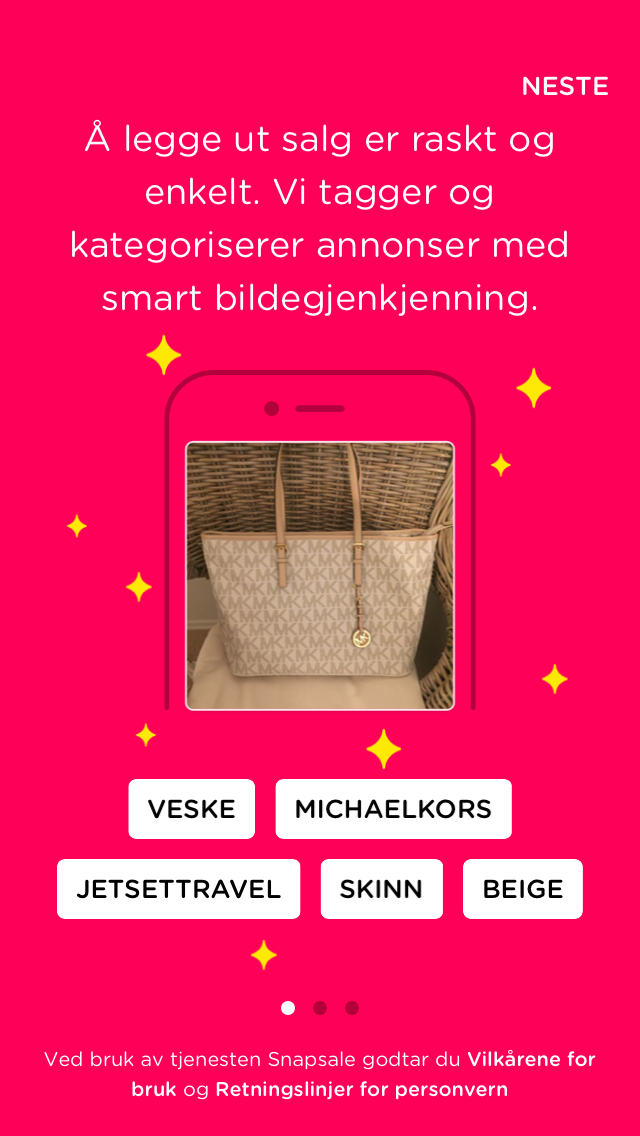 NESTE
Å legge ut salg er raskt og
enkelt. Vi tagger og
kategoriserer annonser med
smart bildegjenkjenning.
VESKE MICHAELKORS
JETSETTRAVEL SKINN BEIGE
Ved bruk av tjenesten Snapsale godtar du Vilkårene for
bruk og Retningslinjer for personvern